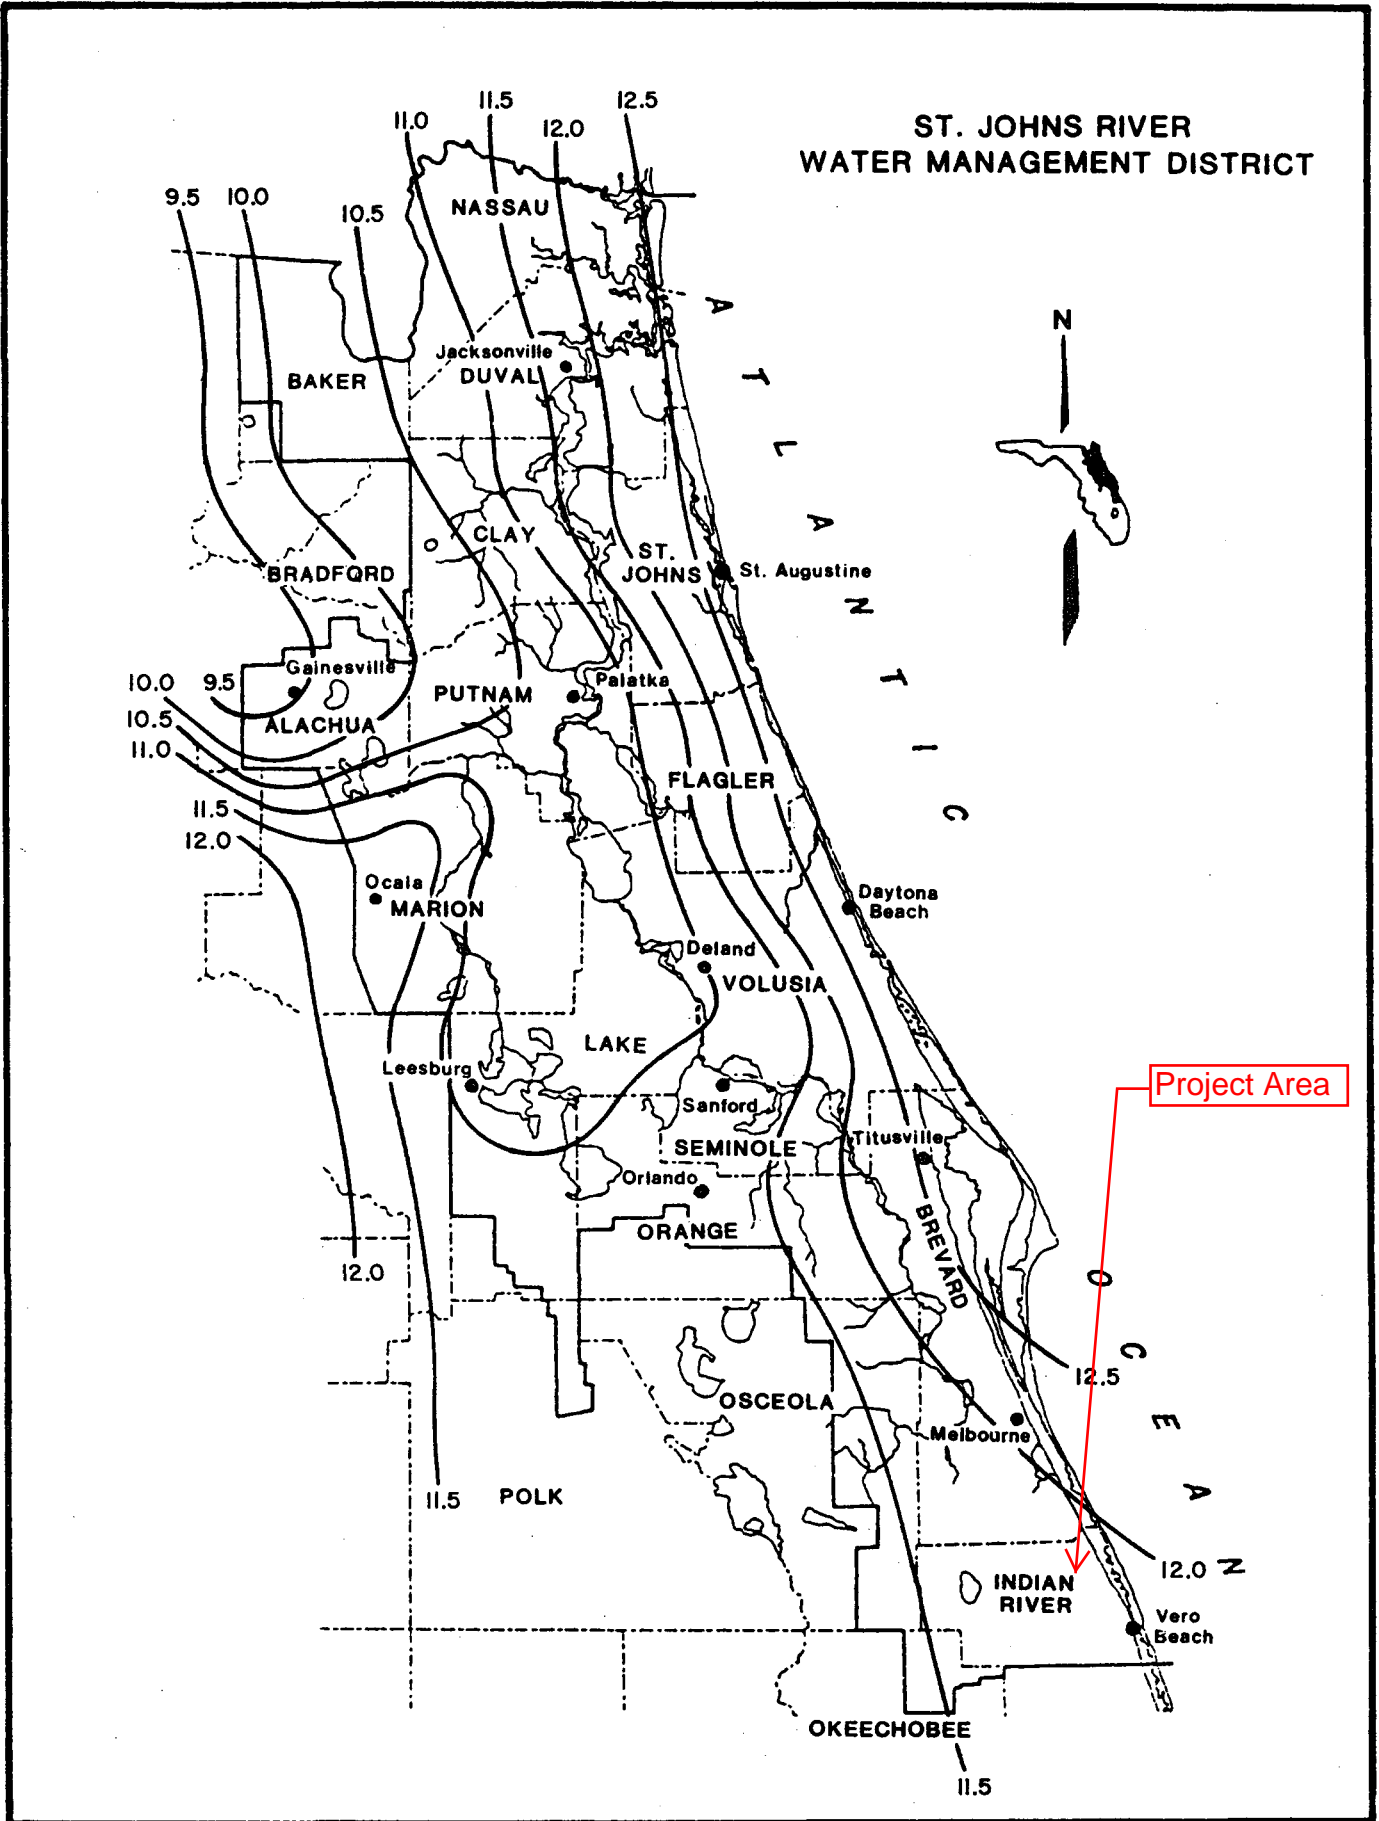 ST. JOHNS RIVER
WATER MANAGEMENT DISTRICT
11.5
12.5
11.0
12.0
9.5
10.0
10.5
NASSAU
N
Jacksonville
DUVAL
BAKER
CLAY
ST.
JOHNS
St. Augustine
BRADFORD
Gainesville
10.0
9.5
PUTNAM
Palatka
10.5
ALACHUA
11.0
FLAGLER
11.5
12.0
Ocala
MARION
Daytona
Beach
Deland
VOLUSIA
LAKE
Leesburg
Sanford
Project Area
SEMINOLE
Titusville
Orlando
ORANGE
BREVARD
12.0
12.5
OSCEOLA
Melbourne
11.5
POLK
12.0
INDIAN
RIVER
Vero
Beach
OKEECHOBEE
11.5
ATLANTIC
OCEAN